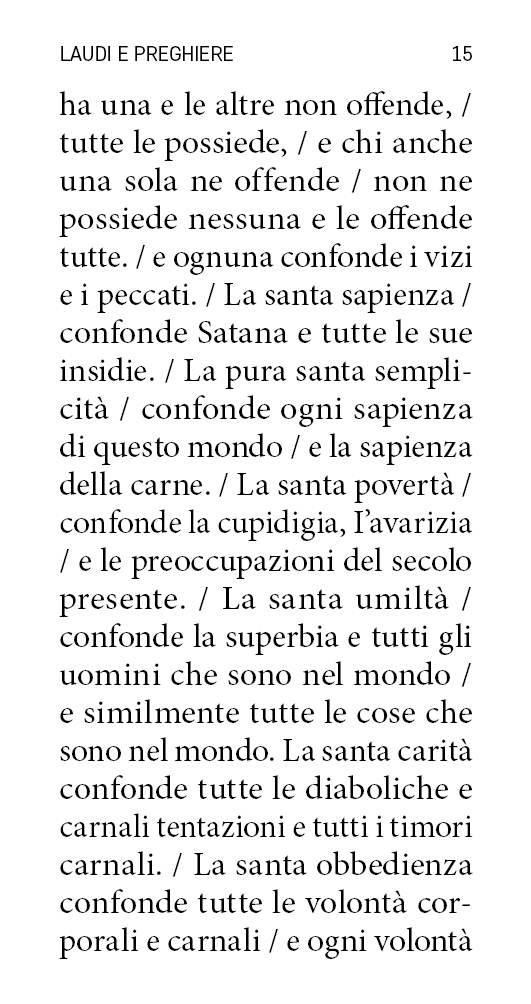 LAUDI E PREGHIERE 15
ha una e le altre non offende, /
tutte le possiede, / e chi anche
una sola ne offende / non ne
possiede nessuna e le offende
tutte. / e ognuna confonde i vizi
e i peccati. / La santa sapienza /
confonde Satana e tutte le sue
insidie. / La pura santa sempli-
cità / confonde ogni sapienza
di questo mondo / e la sapienza
della carne. / La santa povertà /
confonde la cupidigia, I’avarizia
/ e le preoccupazioni del secolo
presente. / La santa umiltà /
confonde la superbia e tutti gli
uomini che sono nel mondo /
e similmente tutte le cose che
sono nel mondo. La santa carità
confonde tutte le diaboliche e
carnali tentazioni e tutti i timori
carnali. / La santa obbedienza
confonde tutte le volontà cor-
porali e carnali / e ogni volontà